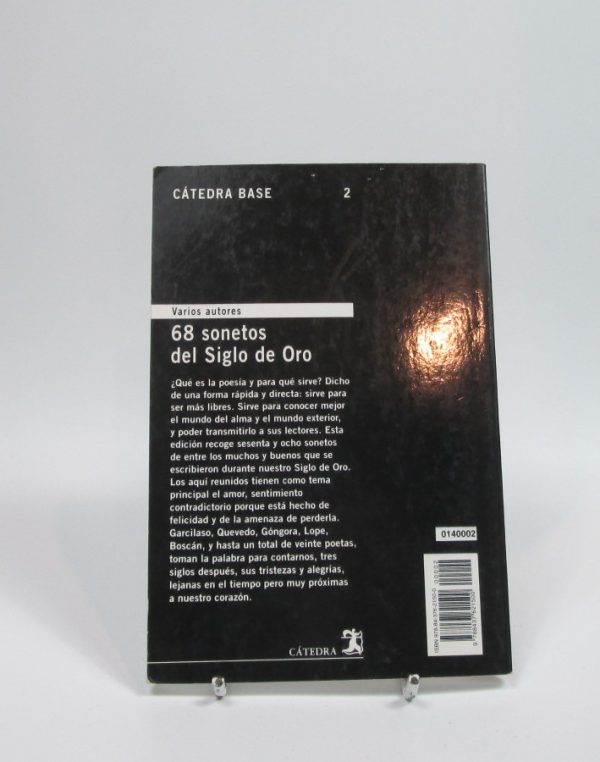 CÁTEDRA BASE 2
Varios autores
68 sonetos
del Siglo de Oro
¿Qué es la poesía y para qué sirve? Dicho
de una forma rápida y directa: sirve para
ser más libres. Sirve para conocer mejor
el mundo del alma y el mundo exterior,
y poder transmitirlo a sus lectores. Esta
edición recoge sesenta y ocho sonetos
de entre los muchos y buenos que se
escribieron durante nuestro Siglo de Oro.
Los aquí reunidos tienen como tema
principal el amor, sentimiento
contradictorio porque está hecho de
felicidad y de la amenaza de perderla.
Garcilaso, Quevedo, Góngora, Lope,
Boscán, y hasta un total de veinte poetas,
toman la palabra para contarnos, tres
siglos después, sus tristezas y alegrías,
lejanas en el tiempo pero muy próximas
a nuestro corazón.
0140002
CÁTEDRA